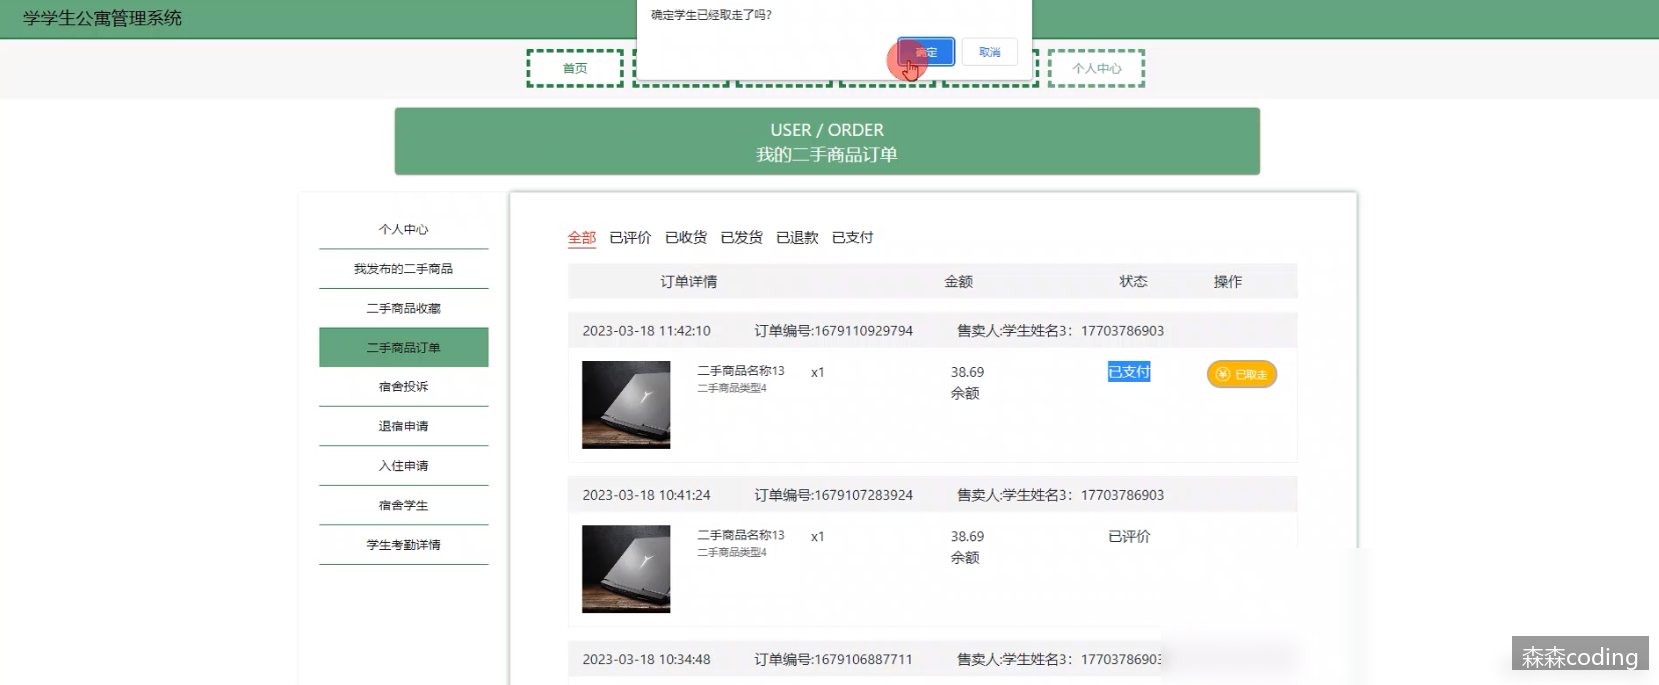 学学生公寓管理系统
确定学生已经取走了吗?
确定
取消
首页
个人中心
USER / ORDER
我的二手商品订单
个人中心
我发布的二手商品
二手商品收藏
二手商品订单
宿舍投诉
退宿申请
入住申请
宿舍学生
学生考勤详情
全部 已评价 已收货 已发货 已退款 已支付
订单详情 金额 状态 操作
2023-03-18 11:42:10 订单编号:1679110929794 售卖人:学生姓名3：17703786903
二手商品名称13 x1 38.69 已支付 已取走
二手商品类型4 余额
2023-03-18 10:41:24 订单编号:1679107283924 售卖人:学生姓名3：17703786903
二手商品名称13 x1 38.69 已评价
二手商品类型4 余额
2023-03-18 10:34:48 订单编号:1679106887711 售卖人:学生姓名3：17703786903
森森coding